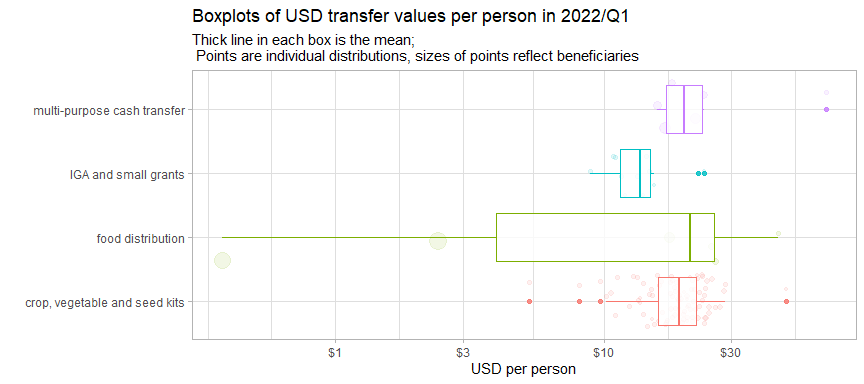 Boxplots of USD transfer values per person in 2022/Q1
Thick line in each box is the mean;
Points are individual distributions, sizes of points reflect beneficiaries
multi-purpose cash transfer
IGA and small grants
food distribution
crop, vegetable and seed kits
$1 $3 $10 $30
USD per person